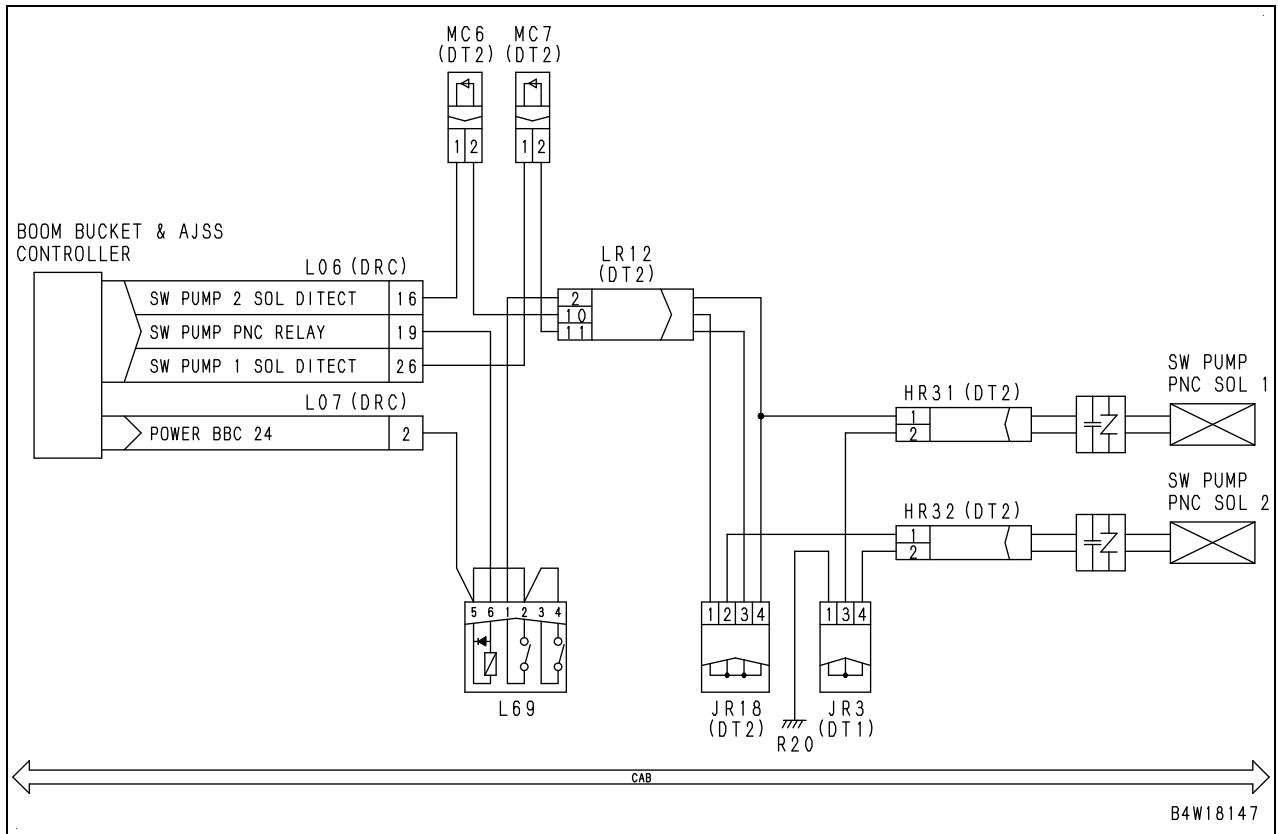 MC6
(DT2)
MC7
(DT2)
1 2
1 2
BOOM BUCKET & AJSS
CONTROLLER
L06(DRC)
SW PUMP 2 SOL DITECT 16
SW PUMP PNC RELAY 19
SW PUMP 1 SOL DITECT 26
L07(DRC)
POWER BBC 24 2
LR12
(DT2)
2
10
11
HR31(DT2)
1
2
SW PUMP
PNC SOL 1
HR32(DT2)
1
2
SW PUMP
PNC SOL 2
5 6 1 2 3 4
L69
1 2 3 4
JR18
(DT2)
R20
1 3 4
JR3
(DT1)
CAB
B4W18147